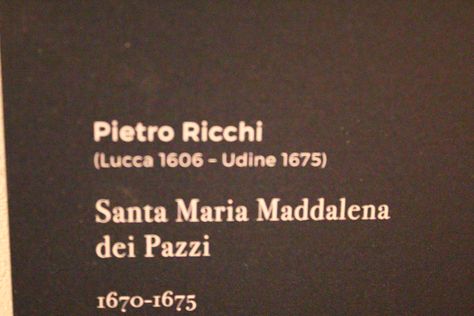 Pietro Ricchi
(Lucca 1606 - Udine 1675)
Santa Maria Maddalena
dei Pazzi
1670-1675